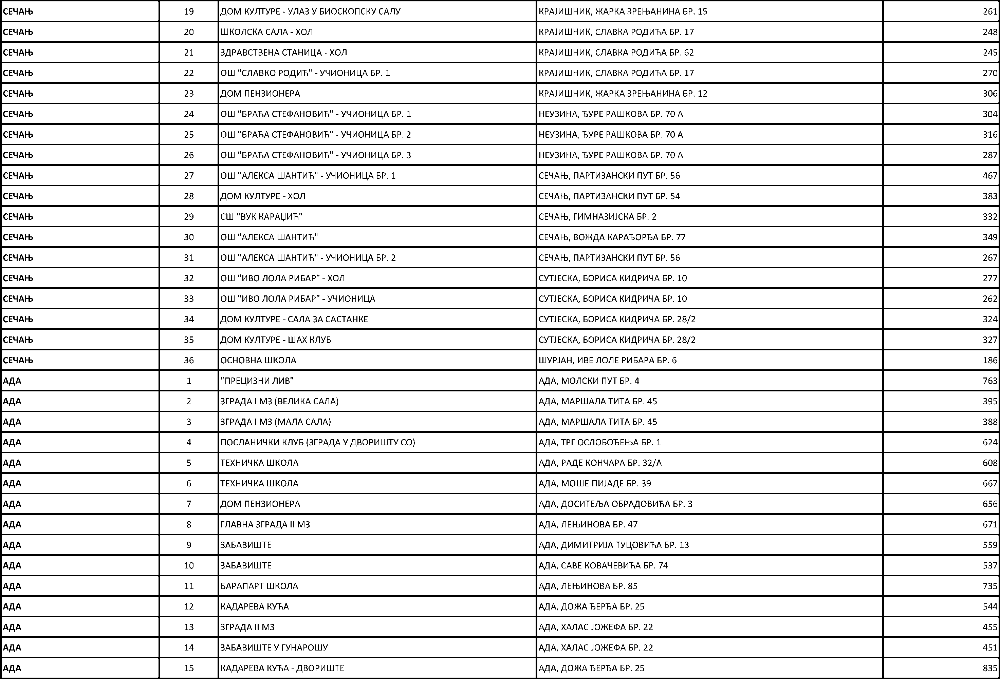 СЕЧАЊ 19 ДОМ КУЛТУРЕ - УЛАЗ У БИОСКОПСКУ САЛУ КРАЈИШНИК, ЖАРКА ЗРЕЊАНИНА БР. 15 261
СЕЧАЊ 20 ШКОЛСКА САЛА - ХОЛ КРАЈИШНИК, СЛАВКА РОДИЋА БР. 17 248
СЕЧАЊ 21 ЗДРАВСТВЕНА СТАНИЦА - ХОЛ КРАЈИШНИК, СЛАВКА РОДИЋА БР. 62 245
СЕЧАЊ 22 ОШ "СЛАВКО РОДИЋ" - УЧИОНИЦА БР. 1 КРАЈИШНИК, СЛАВКА РОДИЋА БР. 17 270
СЕЧАЊ 23 ДОМ ПЕНЗИОНЕРА КРАЈИШНИК, ЖАРКА ЗРЕЊАНИНА БР. 12 306
СЕЧАЊ 24 ОШ "БРАЋА СТЕФАНОВИЋ" - УЧИОНИЦА БР. 1 НЕУЗИНА, ЂУРЕ РАШКОВА БР. 70 А 304
СЕЧАЊ 25 ОШ "БРАЋА СТЕФАНОВИЋ" - УЧИОНИЦА БР. 2 НЕУЗИНА, ЂУРЕ РАШКОВА БР. 70 А 316
СЕЧАЊ 26 ОШ "БРАЋА СТЕФАНОВИЋ" - УЧИОНИЦА БР. 3 НЕУЗИНА, ЂУРЕ РАШКОВА БР. 70 А 287
СЕЧАЊ 27 ОШ "АЛЕКСА ШАНТИЋ" - УЧИОНИЦА БР. 1 СЕЧАЊ, ПАРТИЗАНСКИ ПУТ БР. 56 467
СЕЧАЊ 28 ДОМ КУЛТУРЕ - ХОЛ СЕЧАЊ, ПАРТИЗАНСКИ ПУТ БР. 54 383
СЕЧАЊ 29 СШ "ВУК КАРАЏИЋ" СЕЧАЊ, ГИМНАЗИЈСКА БР. 2 332
СЕЧАЊ 30 ОШ "АЛЕКСА ШАНТИЋ" СЕЧАЊ, ВОЖДА КАРАЂОРЂА БР. 77 349
СЕЧАЊ 31 ОШ "АЛЕКСА ШАНТИЋ" - УЧИОНИЦА БР. 2 СЕЧАЊ, ПАРТИЗАНСКИ ПУТ БР. 56 267
СЕЧАЊ 32 ОШ "ИВО ЛОЛА РИБАР" - ХОЛ СУТЈЕСКА, БОРИСА КИДРИЧА БР. 10 277
СЕЧАЊ 33 ОШ "ИВО ЛОЛА РИБАР" - УЧИОНИЦА СУТЈЕСКА, БОРИСА КИДРИЧА БР. 10 262
СЕЧАЊ 34 ДОМ КУЛТУРЕ - САЛА ЗА САСТАНКЕ СУТЈЕСКА, БОРИСА КИДРИЧА БР. 28/2 324
СЕЧАЊ 35 ДОМ КУЛТУРЕ - ШАХ КЛУБ СУТЈЕСКА, БОРИСА КИДРИЧА БР. 28/2 327
СЕЧАЊ 36 ОСНОВНА ШКОЛА ШУРЈАН, ИВЕ ЛОЛЕ РИБАРА БР. 6 186
АДА 1 "ПРЕЦИЗНИ ЛИВ" АДА, МОЛСКИ ПУТ БР. 4 763
АДА 2 ЗГРАДА I МЗ (ВЕЛИКА САЛА) АДА, МАРШАЛА ТИТА БР. 45 395
АДА 3 ЗГРАДА I МЗ (МАЛА САЛА) АДА, МАРШАЛА ТИТА БР. 45 388
АДА 4 ПОСЛАНИЧКИ КЛУБ (ЗГРАДА У ДВОРИШТУ СО) АДА, ТРГ ОСЛОБОЂЕЊА БР. 1 624
АДА 5 ТЕХНИЧКА ШКОЛА АДА, РАДЕ КОНЧАРА БР. 32/А 608
АДА 6 ТЕХНИЧКА ШКОЛА АДА, МОШЕ ПИЈАДЕ БР. 39 667
АДА 7 ДОМ ПЕНЗИОНЕРА АДА, ДОСИТЕЉА ОБРАДОВИЋА БР. 3 656
АДА 8 ГЛАВНА ЗГРАДА II МЗ АДА, ЛЕЊИНОВА БР. 47 671
АДА 9 ЗАБАВИШТЕ АДА, ДИМИТРИЈА ТУЦОВИЋА БР. 13 559
АДА 10 ЗАБАВИШТЕ АДА, САВЕ КОВАЧЕВИЋА БР. 74 537
АДА 11 БАРАПАРТ ШКОЛА АДА, ЛЕЊИНОВА БР. 85 735
АДА 12 КАДАРЕВА КУЋА АДА, ДОЖА ЂЕРЂА БР. 25 544
АДА 13 ЗГРАДА II МЗ АДА, ХАЛАС ЈОЖЕФА БР. 22 455
АДА 14 ЗАБАВИШТЕ У ГУНАРОШУ АДА, ХАЛАС ЈОЖЕФА БР. 22 451
АДА 15 КАДАРЕВА КУЋА - ДВОРИШТЕ АДА, ДОЖА ЂЕРЂА БР. 25 835